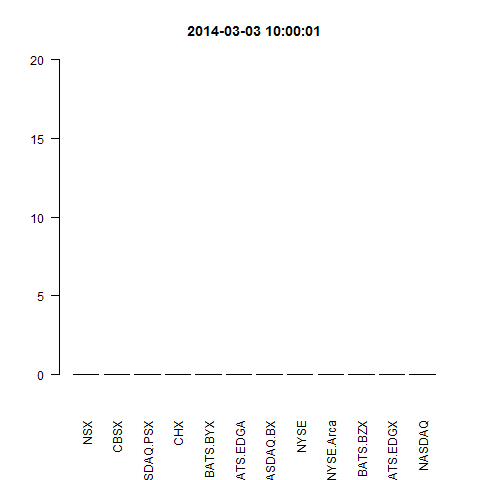 2014-03-03 10:00:01
20
15
10
5
0
NSX
CBSX
SDAQ.PSX
CHX
BATS.BYX
ATS.EDGA
ASDAQ.BX
NYSE
NYSE.Arca
BATS.BZX
ATS.EDGX
NASDAQ